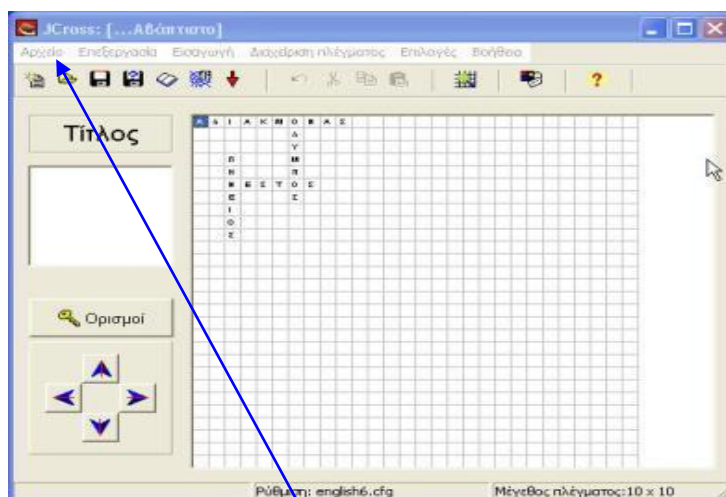 JCross: [...Αβάπτιστο]
Αρχείο Επεξεργασία Εισαγωγή Διαχείριση πλέγματος Επιλογές Βοήθεια
?
Τίτλος
Α Λ Ι Α Κ Μ Ο Ν Α Σ
Λ
Υ
Π Μ
Η Π
Ν Ε Σ Τ Ο Σ
Ε Σ
Ι
Ο
Σ
Ορισμοί
Ρύθμιση: english6.cfg Μέγεθος πλέγματος:10 x 10